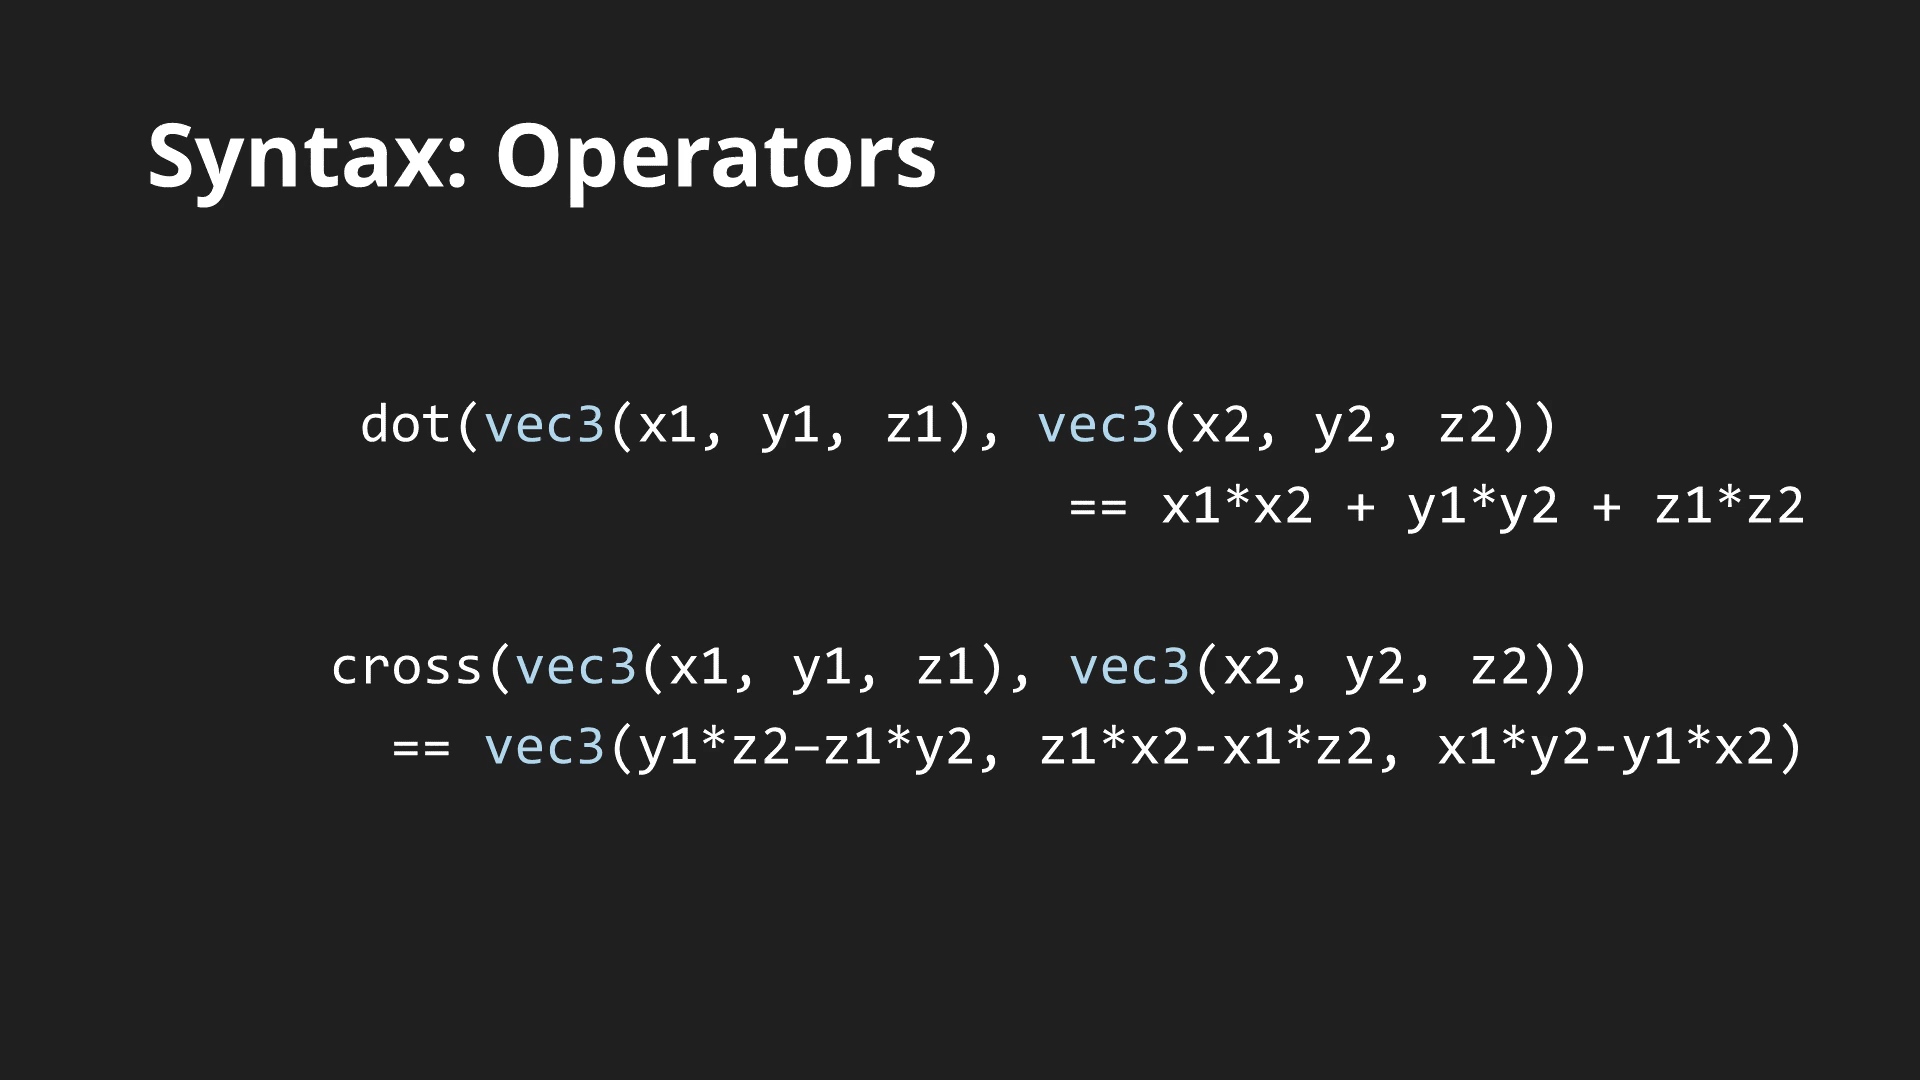 Syntax: Operators
dot(vec3(x1, y1, z1), vec3(x2, y2, z2))
== x1*x2 + y1*y2 + z1*z2
cross(vec3(x1, y1, z1), vec3(x2, y2, z2))
== vec3(y1*z2–z1*y2, z1*x2-x1*z2, x1*y2-y1*x2)